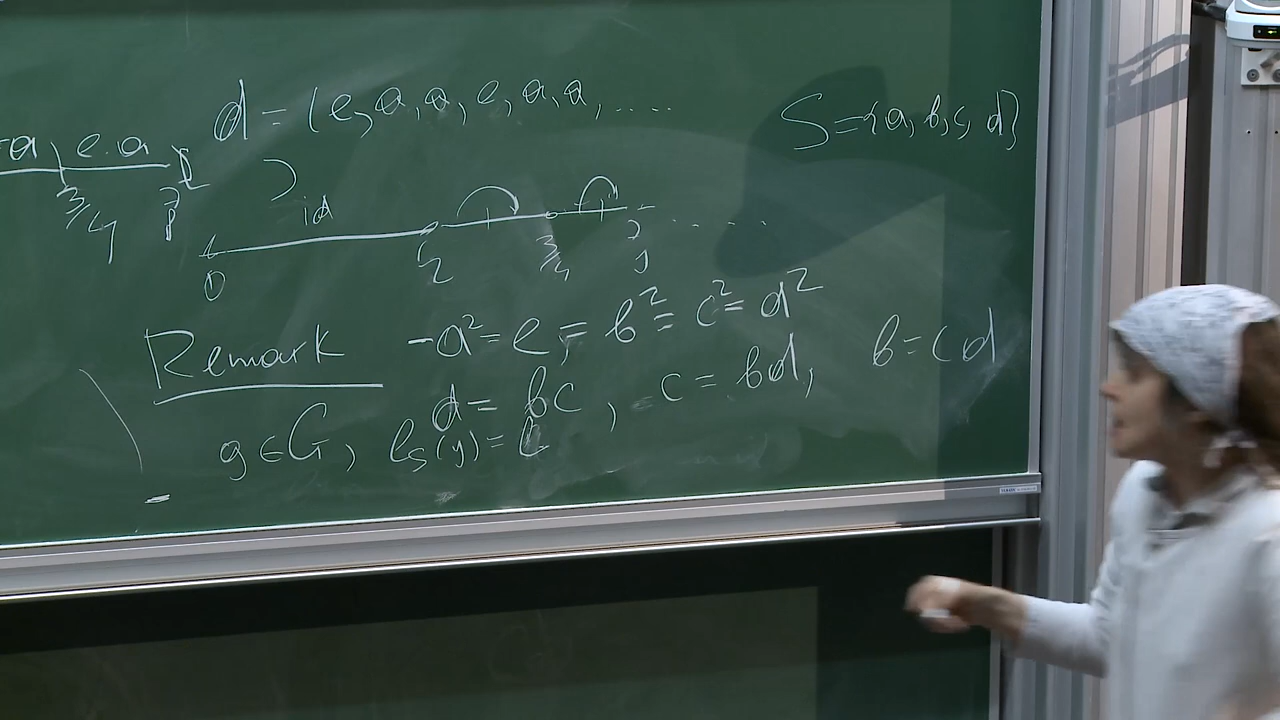 d = (e, a, a, e, a, a, .....
S = {a, b, c, d}
a, e.a
3/4
id
0
1/2
3/4
.....
Remark - a² = e, = b² = c² = d²
d = bc, c = bd, b = cd
g ∈ G, l_S(g) = l